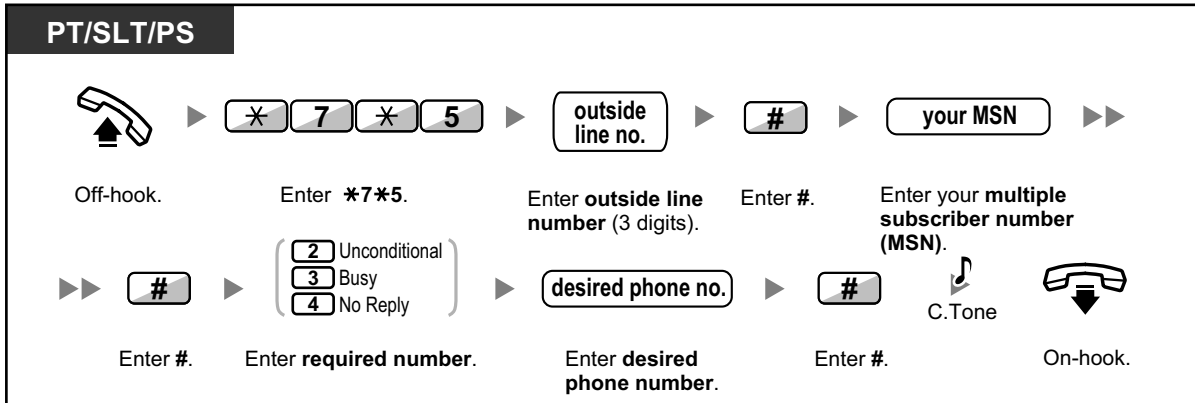 PT/SLT/PS
✳ 7 ✳ 5
outside
line no.
#
your MSN
Off-hook.
Enter ✳7✳5.
Enter outside line
number (3 digits).
Enter #.
Enter your multiple
subscriber number
(MSN).
#
2 Unconditional
3 Busy
4 No Reply
desired phone no.
#
C.Tone
Enter #.
Enter required number.
Enter desired
phone number.
Enter #.
On-hook.